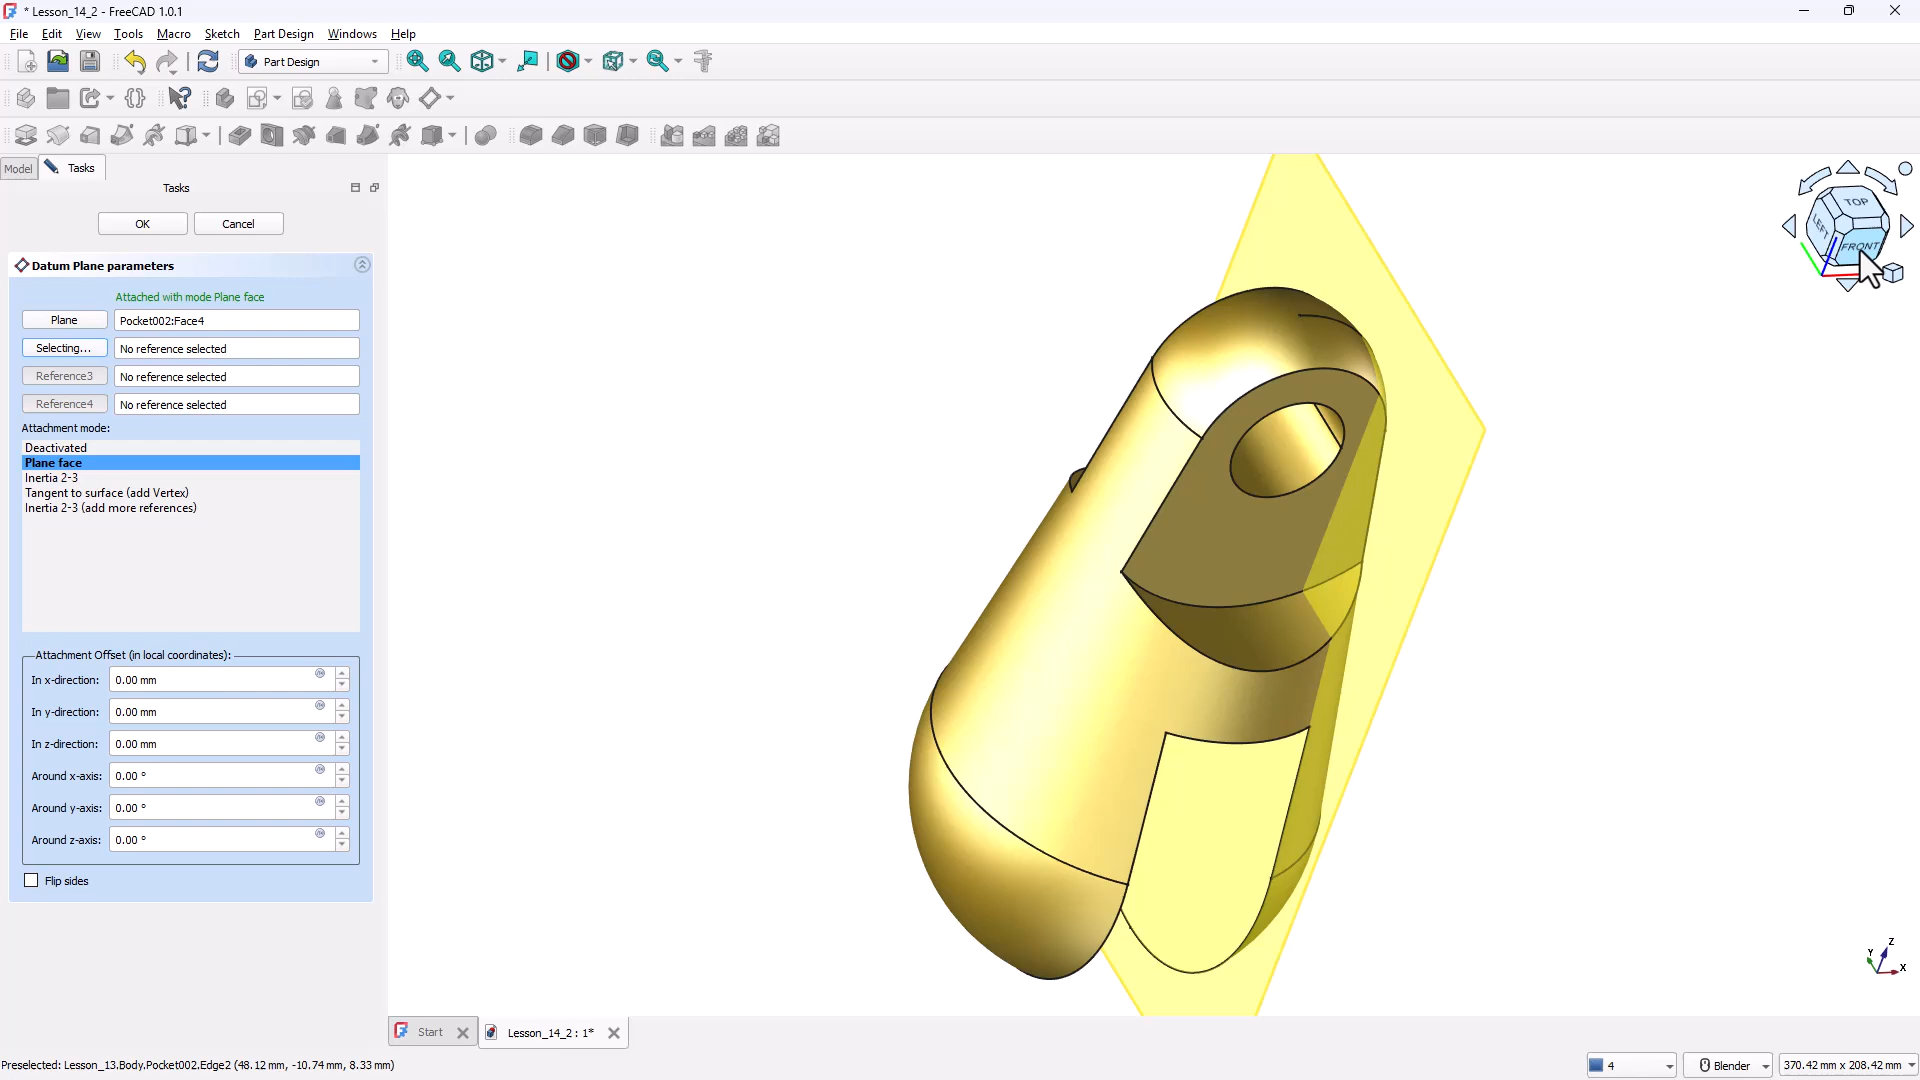 * Lesson_14_2 - FreeCAD 1.0.1
File Edit View Tools Macro Sketch Part Design Windows Help
Part Design
Model Tasks
Tasks
OK Cancel
Datum Plane parameters
Attached with mode Plane face
Plane Pocket002:Face4
Selecting... No reference selected
Reference3 No reference selected
Reference4 No reference selected
Attachment mode:
Deactivated
Plane face
Inertia 2-3
Tangent to surface (add Vertex)
Inertia 2-3 (add more references)
Attachment Offset (in local coordinates):
In x-direction: 0.00 mm
In y-direction: 0.00 mm
In z-direction: 0.00 mm
Around x-axis: 0.00 °
Around y-axis: 0.00 °
Around z-axis: 0.00 °
Flip sides
TOP
LEFT
FRONT
Z
Y
X
Start Lesson_14_2 : 1*
Preselected: Lesson_13.Body.Pocket002.Edge2 (48.12 mm, -10.74 mm, 8.33 mm) 4 Blender 370.42 mm x 208.42 mm